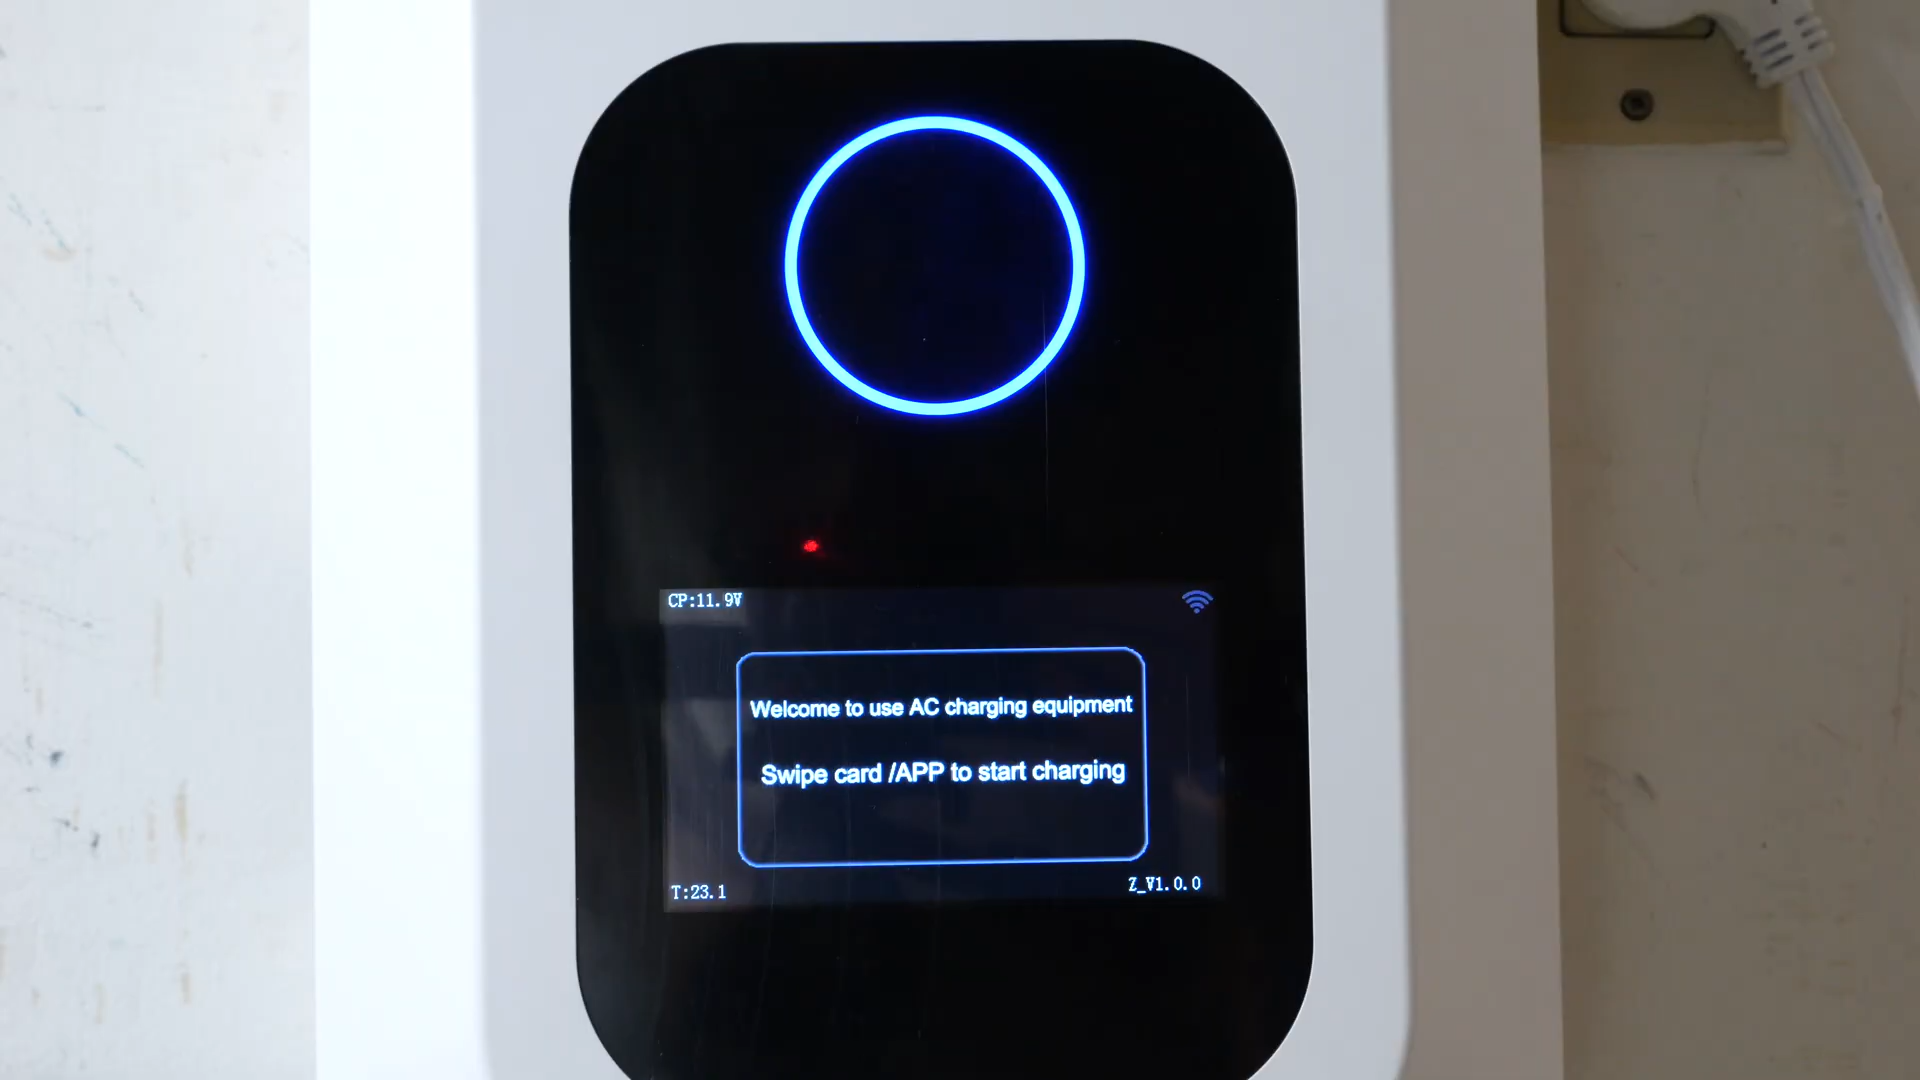 CP:11.9V
Welcome to use AC charging equipment
Swipe card /APP to start charging
T:23.1
Z_V1.0.0